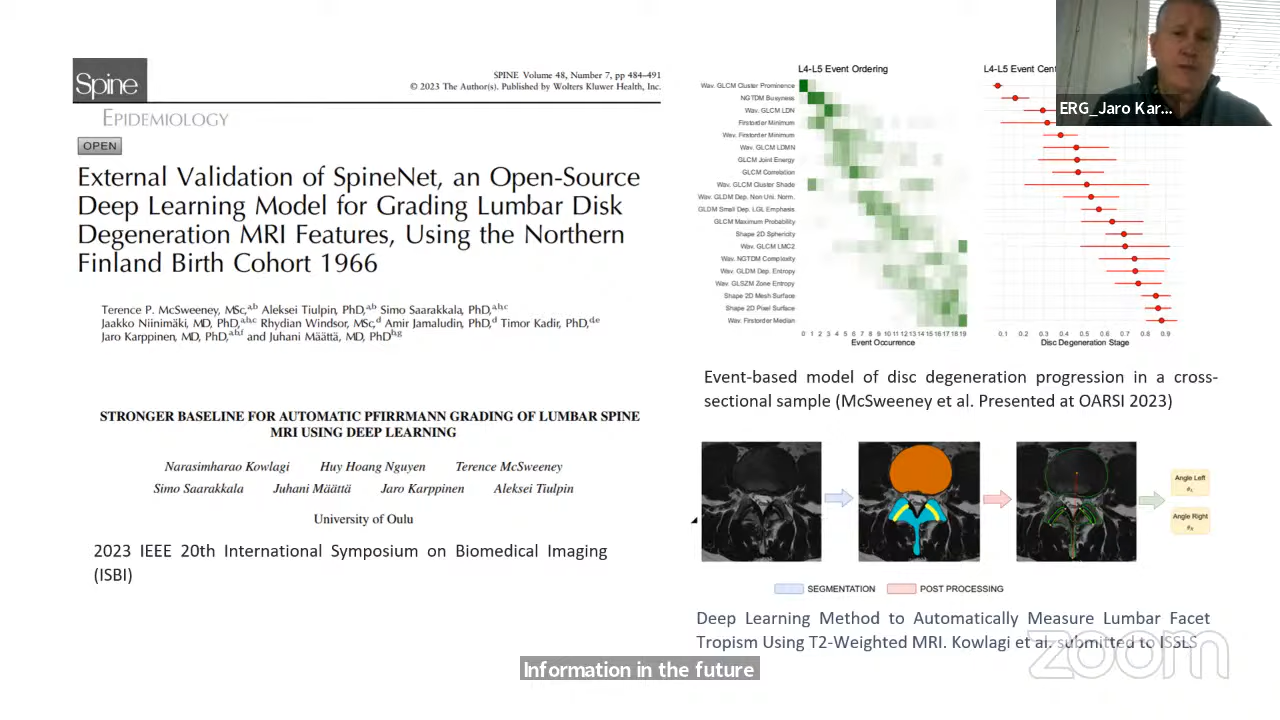 Spine
SPINE Volume 48, Number 7, pp 484–491
© 2023 The Author(s). Published by Wolters Kluwer Health, Inc.
EPIDEMIOLOGY
OPEN
External Validation of SpineNet, an Open-Source
Deep Learning Model for Grading Lumbar Disk
Degeneration MRI Features, Using the Northern
Finland Birth Cohort 1966
Terence P. McSweeney, MSc,a,b Aleksei Tiulpin, PhD,a,b Simo Saarakkala, PhD,a,b,c
Jaakko Niinimäki, MD, PhD,a,b,c Rhydian Windsor, MSc,d Amir Jamaludin, PhD,d Timor Kadir, PhD,d,e
Jaro Karppinen, MD, PhD,a,b,f and Juhani Määttä, MD, PhDb,g
STRONGER BASELINE FOR AUTOMATIC PFIRRMANN GRADING OF LUMBAR SPINE
MRI USING DEEP LEARNING
Narasimharao Kowlagi Huy Hoang Nguyen Terence McSweeney
Simo Saarakkala Juhani Määttä Jaro Karppinen Aleksei Tiulpin
University of Oulu
2023 IEEE 20th International Symposium on Biomedical Imaging
(ISBI)
L4-L5 Event Ordering
L4-L5 Event Cent
Wav. GLCM Cluster Prominence
NGTDM Busyness
Wav. GLCM LDN
Firstorder Minimum
Wav. Firstorder Minimum
Wav. GLCM LDMN
GLCM Joint Energy
GLCM Correlation
Wav. GLCM Cluster Shade
Wav. GLDM Dep. Non Uni. Norm.
GLDM Small Dep. LGL Emphasis
GLCM Maximum Probability
Shape 2D Sphericity
Wav. GLCM LMC2
Wav. NGTDM Complexity
Wav. GLDM Dep. Entropy
Wav. GLSZM Zone Entropy
Shape 2D Mesh Surface
Shape 2D Pixel Surface
Wav. Firstorder Median
0 1 2 3 4 5 6 7 8 9 10 11 12 13 14 15 16 17 18 19
Event Occurrence
0.1 0.2 0.3 0.4 0.5 0.6 0.7 0.8 0.9
Disc Degeneration Stage
ERG_Jaro Kar...
Event-based model of disc degeneration progression in a cross-
sectional sample (McSweeney et al. Presented at OARSI 2023)
Angle Left
θL
Angle Right
θR
SEGMENTATION
POST PROCESSING
Deep Learning Method to Automatically Measure Lumbar Facet
Tropism Using T2-Weighted MRI. Kowlagi et al. submitted to ISSLS
zoom
Information in the future